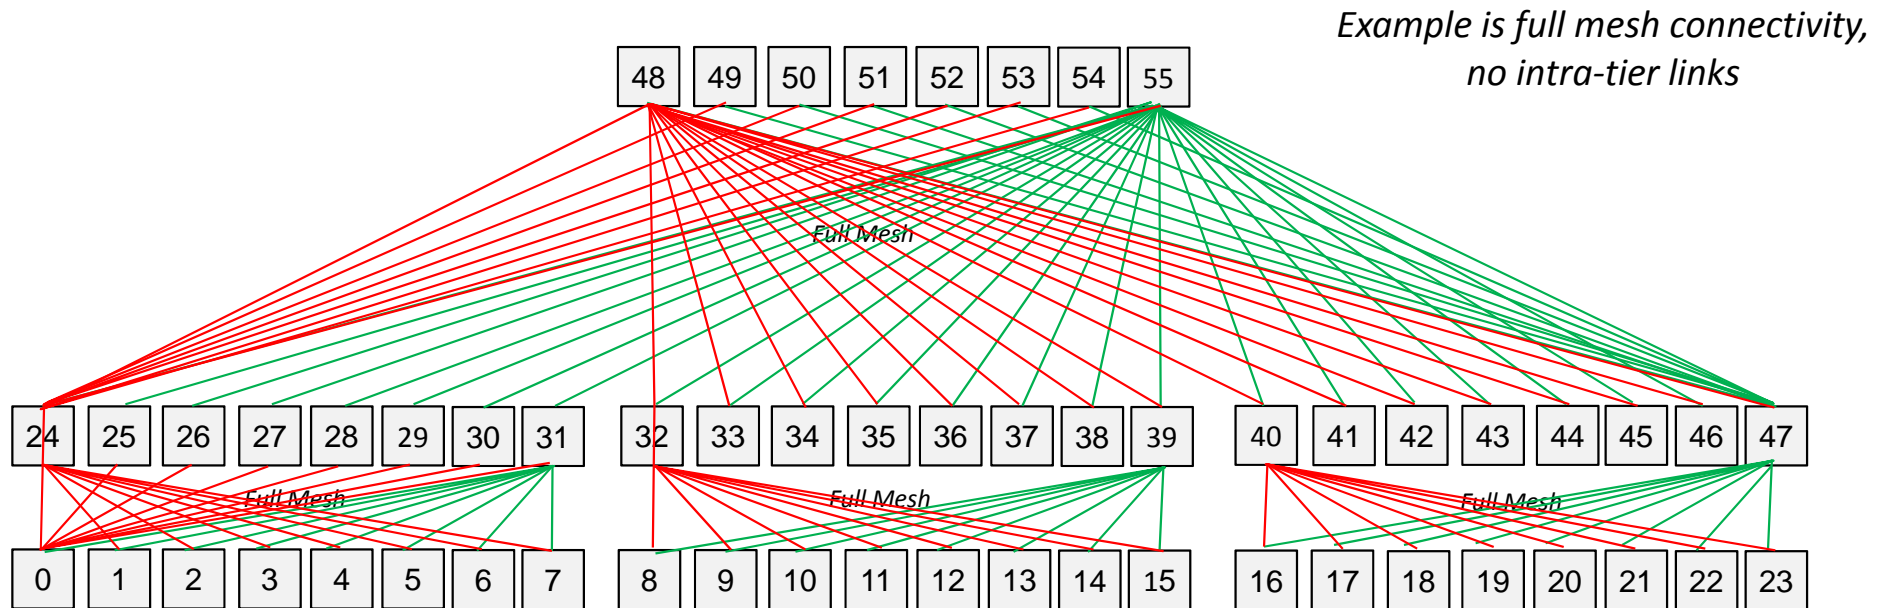 Example is full mesh connectivity,
no intra-tier links
48 49 50 51 52 53 54 55
Full Mesh
24 25 26 27 28 29 30 31 32 33 34 35 36 37 38 39 40 41 42 43 44 45 46 47
Full Mesh Full Mesh Full Mesh
0 1 2 3 4 5 6 7 8 9 10 11 12 13 14 15 16 17 18 19 20 21 22 23